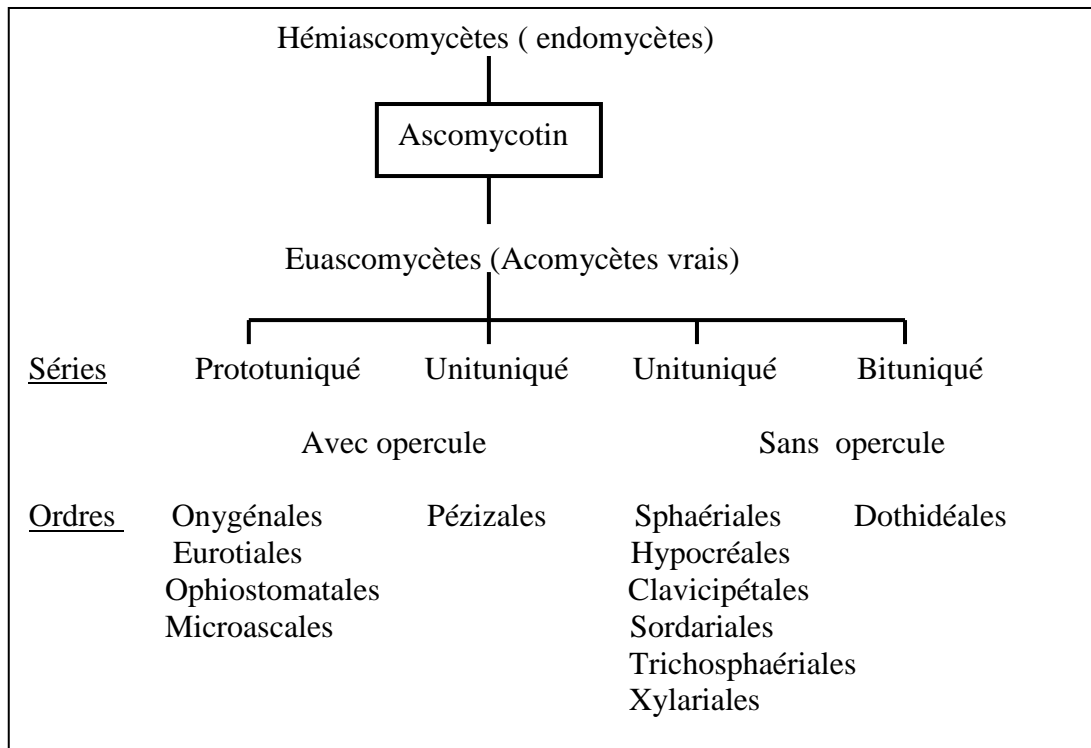 Hémiascomycètes ( endomycètes)
Ascomycotin
Euascomycètes (Acomycètes vrais)
Séries Prototuniqué Unituniqué Unituniqué Bituniqué
Avec opercule Sans opercule
Ordres Onygénales Pézizales Sphaériales Dothidéales
Eurotiales Hypocréales
Ophiostomatales Clavicipétales
Microascales Sordariales
Trichosphaériales
Xylariales